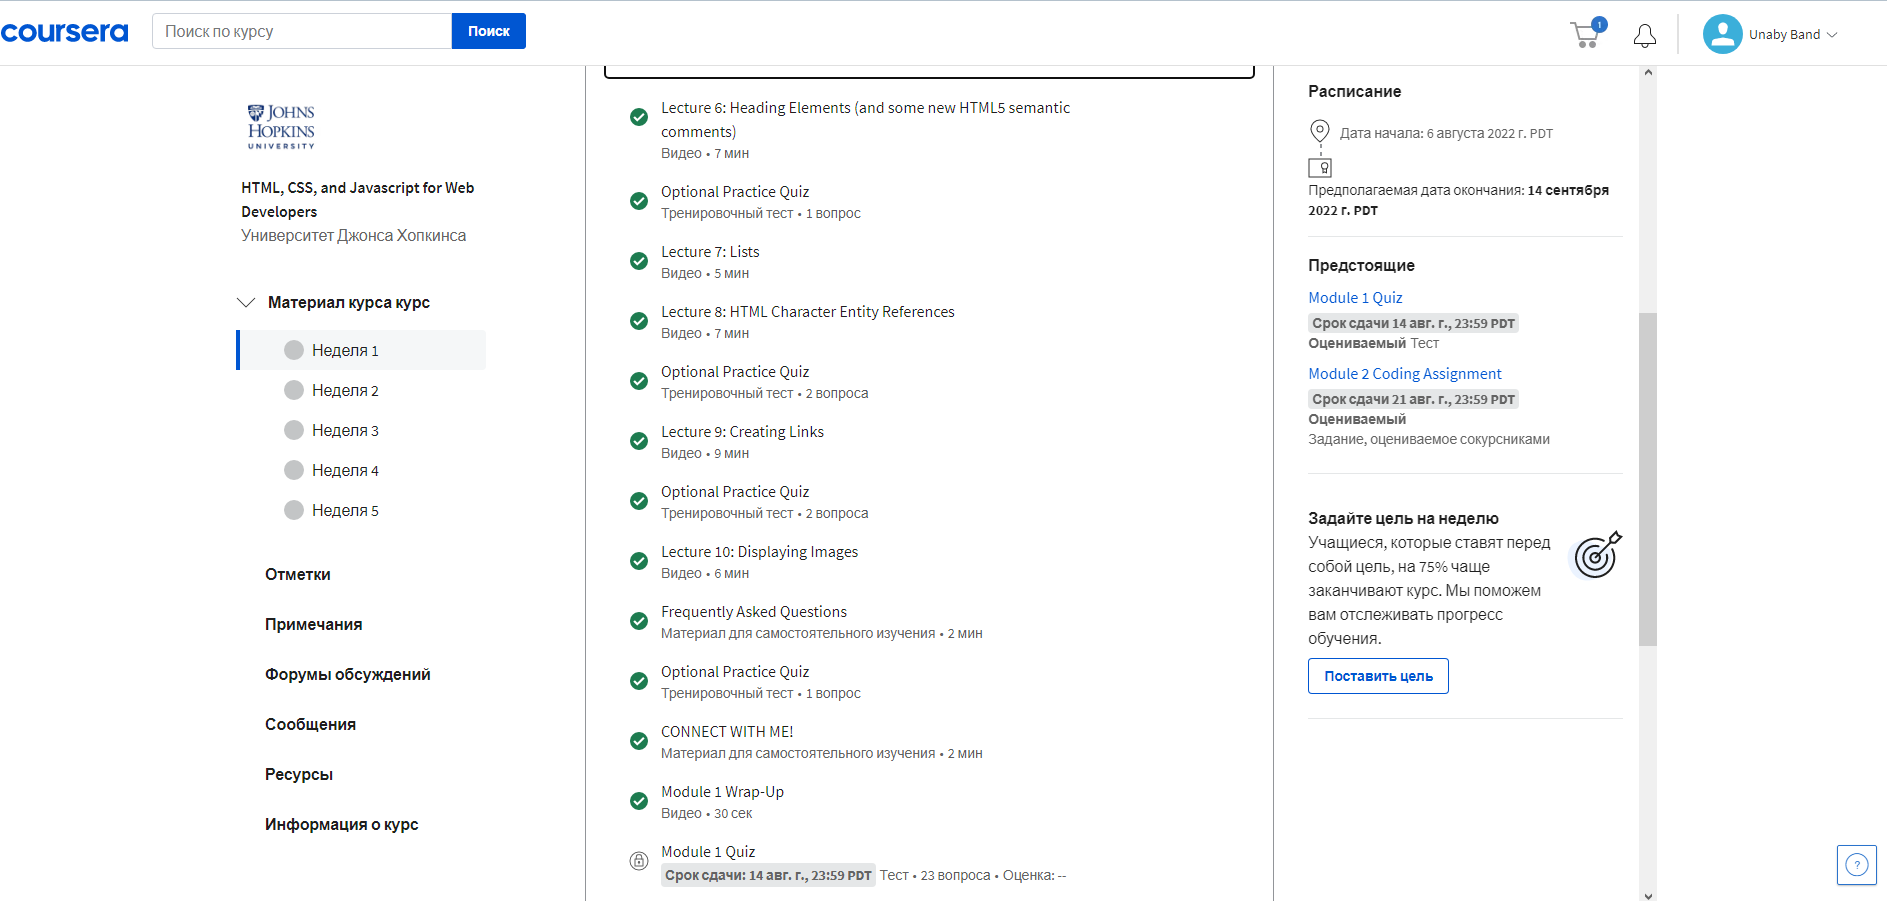 coursera
Поиск по курсу
Поиск
1
Unaby Band
JOHNS
HOPKINS
UNIVERSITY
HTML, CSS, and Javascript for Web
Developers
Университет Джонса Хопкинса
Материал курса курс
Неделя 1
Неделя 2
Неделя 3
Неделя 4
Неделя 5
Отметки
Примечания
Форумы обсуждений
Сообщения
Ресурсы
Информация о курс
Lecture 6: Heading Elements (and some new HTML5 semantic
comments)
Видео • 7 мин
Optional Practice Quiz
Тренировочный тест • 1 вопрос
Lecture 7: Lists
Видео • 5 мин
Lecture 8: HTML Character Entity References
Видео • 7 мин
Optional Practice Quiz
Тренировочный тест • 2 вопроса
Lecture 9: Creating Links
Видео • 9 мин
Optional Practice Quiz
Тренировочный тест • 2 вопроса
Lecture 10: Displaying Images
Видео • 6 мин
Frequently Asked Questions
Материал для самостоятельного изучения • 2 мин
Optional Practice Quiz
Тренировочный тест • 1 вопрос
CONNECT WITH ME!
Материал для самостоятельного изучения • 2 мин
Module 1 Wrap-Up
Видео • 30 сек
Module 1 Quiz
Срок сдачи: 14 авг. г., 23:59 PDT Тест • 23 вопроса • Оценка: --
Расписание
Дата начала: 6 августа 2022 г. PDT
Предполагаемая дата окончания: 14 сентября
2022 г. PDT
Предстоящие
Module 1 Quiz
Срок сдачи 14 авг. г., 23:59 PDT
Оцениваемый Тест
Module 2 Coding Assignment
Срок сдачи 21 авг. г., 23:59 PDT
Оцениваемый
Задание, оцениваемое сокурсниками
Задайте цель на неделю
Учащиеся, которые ставят перед
собой цель, на 75% чаще
заканчивают курс. Мы поможем
вам отслеживать прогресс
обучения.
Поставить цель
?